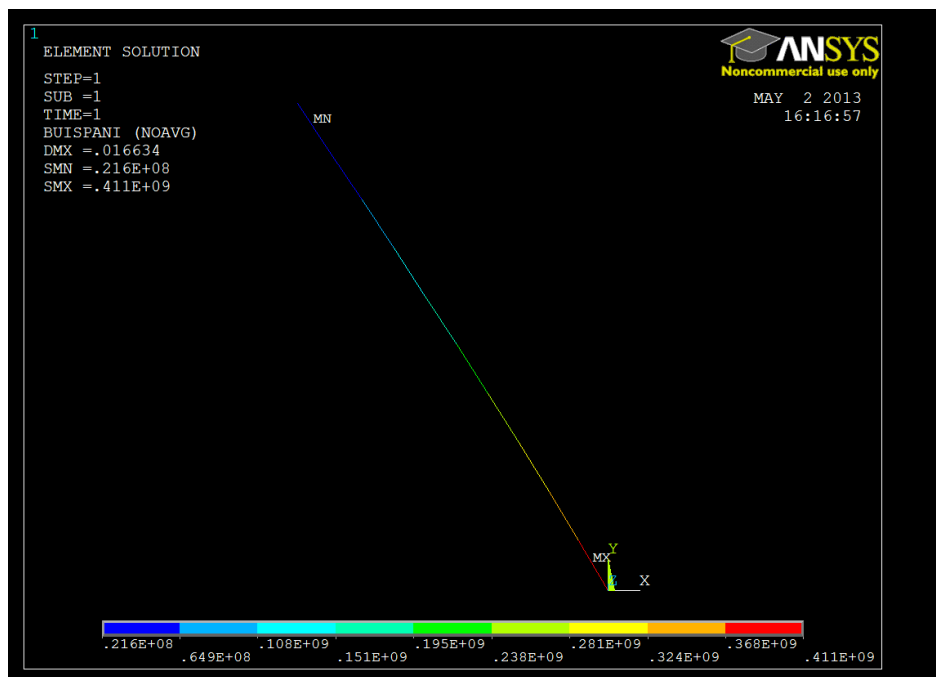 1
ELEMENT SOLUTION
STEP=1
SUB =1
TIME=1
BUISPANI (NOAVG)
DMX =.016634
SMN =.216E+08
SMX =.411E+09
ANSYS
Noncommercial use only
MAY  2 2013
16:16:57
MN
MX
Y
Z
X
.216E+08
.649E+08
.108E+09
.151E+09
.195E+09
.238E+09
.281E+09
.324E+09
.368E+09
.411E+09